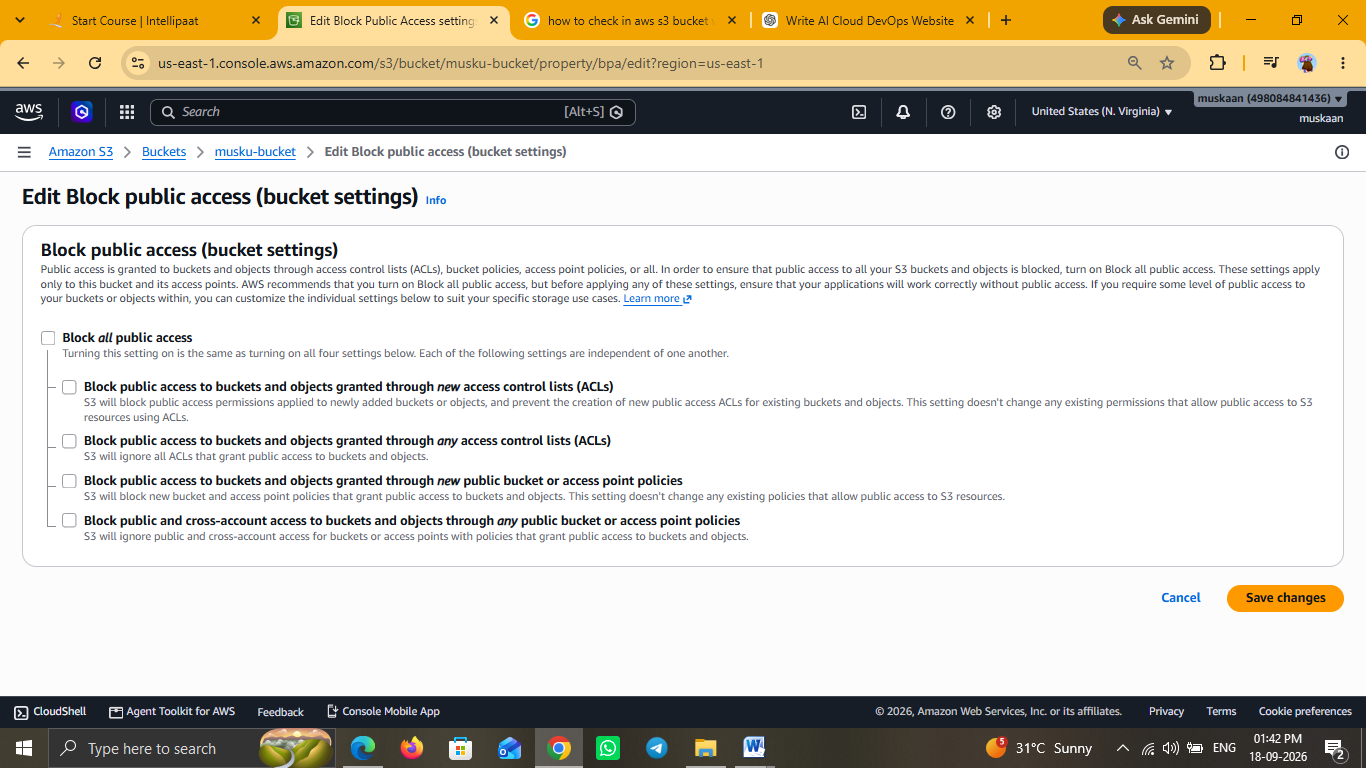 Start Course | Intellipaat
Edit Block Public Access setting
how to check in aws s3 bucket
Write AI Cloud DevOps Website
Ask Gemini
us-east-1.console.aws.amazon.com/s3/bucket/musku-bucket/property/bpa/edit?region=us-east-1
aws
Search
[Alt+S]
United States (N. Virginia)
muskaan (498084841436)
muskaan
Amazon S3
Buckets
musku-bucket
Edit Block public access (bucket settings)
Edit Block public access (bucket settings) Info
Block public access (bucket settings)
Public access is granted to buckets and objects through access control lists (ACLs), bucket policies, access point policies, or all. In order to ensure that public access to all your S3 buckets and objects is blocked, turn on Block all public access. These settings apply
only to this bucket and its access points. AWS recommends that you turn on Block all public access, but before applying any of these settings, ensure that your applications will work correctly without public access. If you require some level of public access to
your buckets or objects within, you can customize the individual settings below to suit your specific storage use cases. Learn more
Block all public access
Turning this setting on is the same as turning on all four settings below. Each of the following settings are independent of one another.
Block public access to buckets and objects granted through new access control lists (ACLs)
S3 will block public access permissions applied to newly added buckets or objects, and prevent the creation of new public access ACLs for existing buckets and objects. This setting doesn't change any existing permissions that allow public access to S3
resources using ACLs.
Block public access to buckets and objects granted through any access control lists (ACLs)
S3 will ignore all ACLs that grant public access to buckets and objects.
Block public access to buckets and objects granted through new public bucket or access point policies
S3 will block new bucket and access point policies that grant public access to buckets and objects. This setting doesn't change any existing policies that allow public access to S3 resources.
Block public and cross-account access to buckets and objects through any public bucket or access point policies
S3 will ignore public and cross-account access for buckets or access points with policies that grant public access to buckets and objects.
Cancel
Save changes
CloudShell
Agent Toolkit for AWS
Feedback
Console Mobile App
© 2026, Amazon Web Services, Inc. or its affiliates.
Privacy
Terms
Cookie preferences
Type here to search
5
31°C Sunny
ENG
01:42 PM
18-09-2026
2